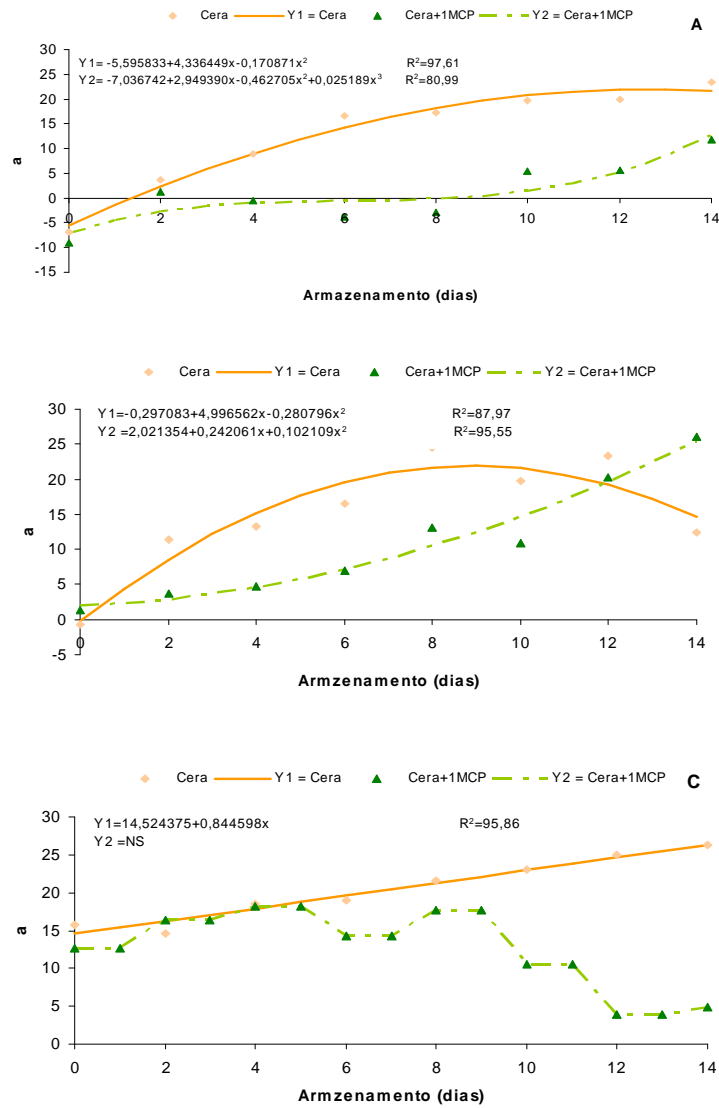 Cera Y1 = Cera Cera+1MCP Y2 = Cera+1MCP
A
Y1= -5,595833+4,336449x-0,170871x² R²=97,61
Y2= -7,036742+2,949390x-0,462705x²+0,025189x³ R²=80,99
30
25
20
15
10
5
0
-5
-10
-15
a
0 2 4 6 8 10 12 14
Armazenamento (dias)
Cera Y1 = Cera Cera+1MCP Y2 = Cera+1MCP
Y1=-0,297083+4,996562x-0,280796x² R²=87,97
Y2 =2,021354+0,242061x+0,102109x² R²=95,55
30
25
20
15
10
5
0
-5
a
0 2 4 6 8 10 12 14
Armzenamento (dias)
Cera Y1 = Cera Cera+1MCP Y2 = Cera+1MCP
C
Y1=14,524375+0,844598x R²=95,86
Y2 =NS
30
25
20
15
10
5
0
a
0 2 4 6 8 10 12 14
Armzenamento (dias)